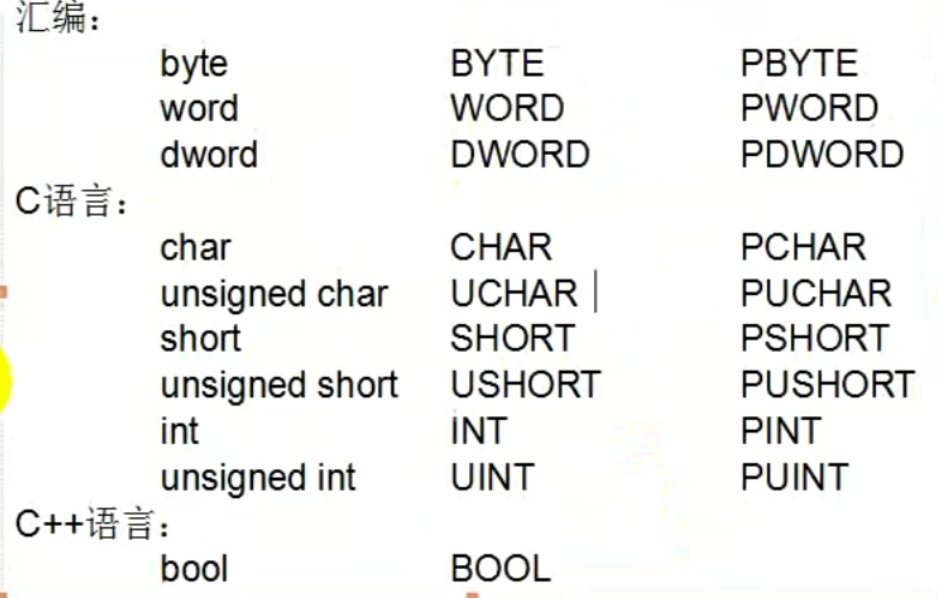 汇编：
byte BYTE PBYTE
word WORD PWORD
dword DWORD PDWORD
C语言：
char CHAR PCHAR
unsigned char UCHAR PUCHAR
short SHORT PSHORT
unsigned short USHORT PUSHORT
int INT PINT
unsigned int UINT PUINT
C++语言：
bool BOOL